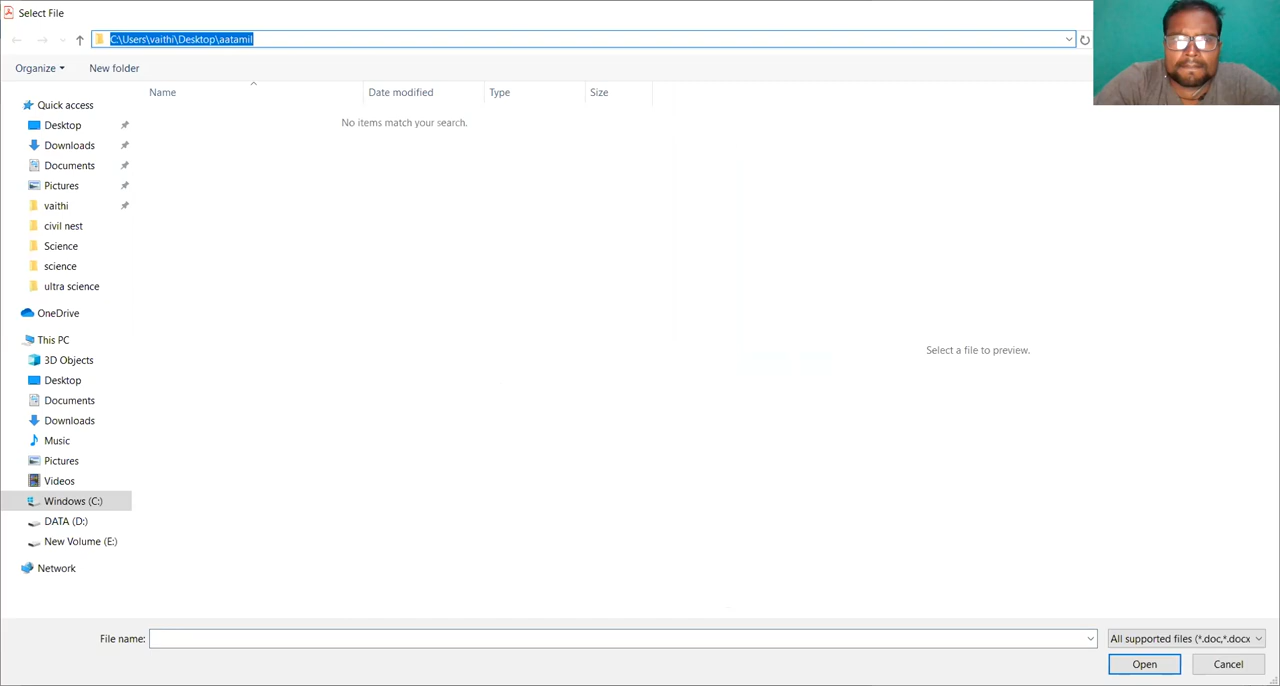 Select File
C:\Users\vaithi\Desktop\aatamil
Organize
New folder
Name
Date modified
Type
Size
No items match your search.
Quick access
Desktop
Downloads
Documents
Pictures
vaithi
civil nest
Science
science
ultra science
OneDrive
This PC
3D Objects
Desktop
Documents
Downloads
Music
Pictures
Videos
Windows (C:)
DATA (D:)
New Volume (E:)
Network
Select a file to preview.
File name:
All supported files (*.doc,*.docx
Open
Cancel